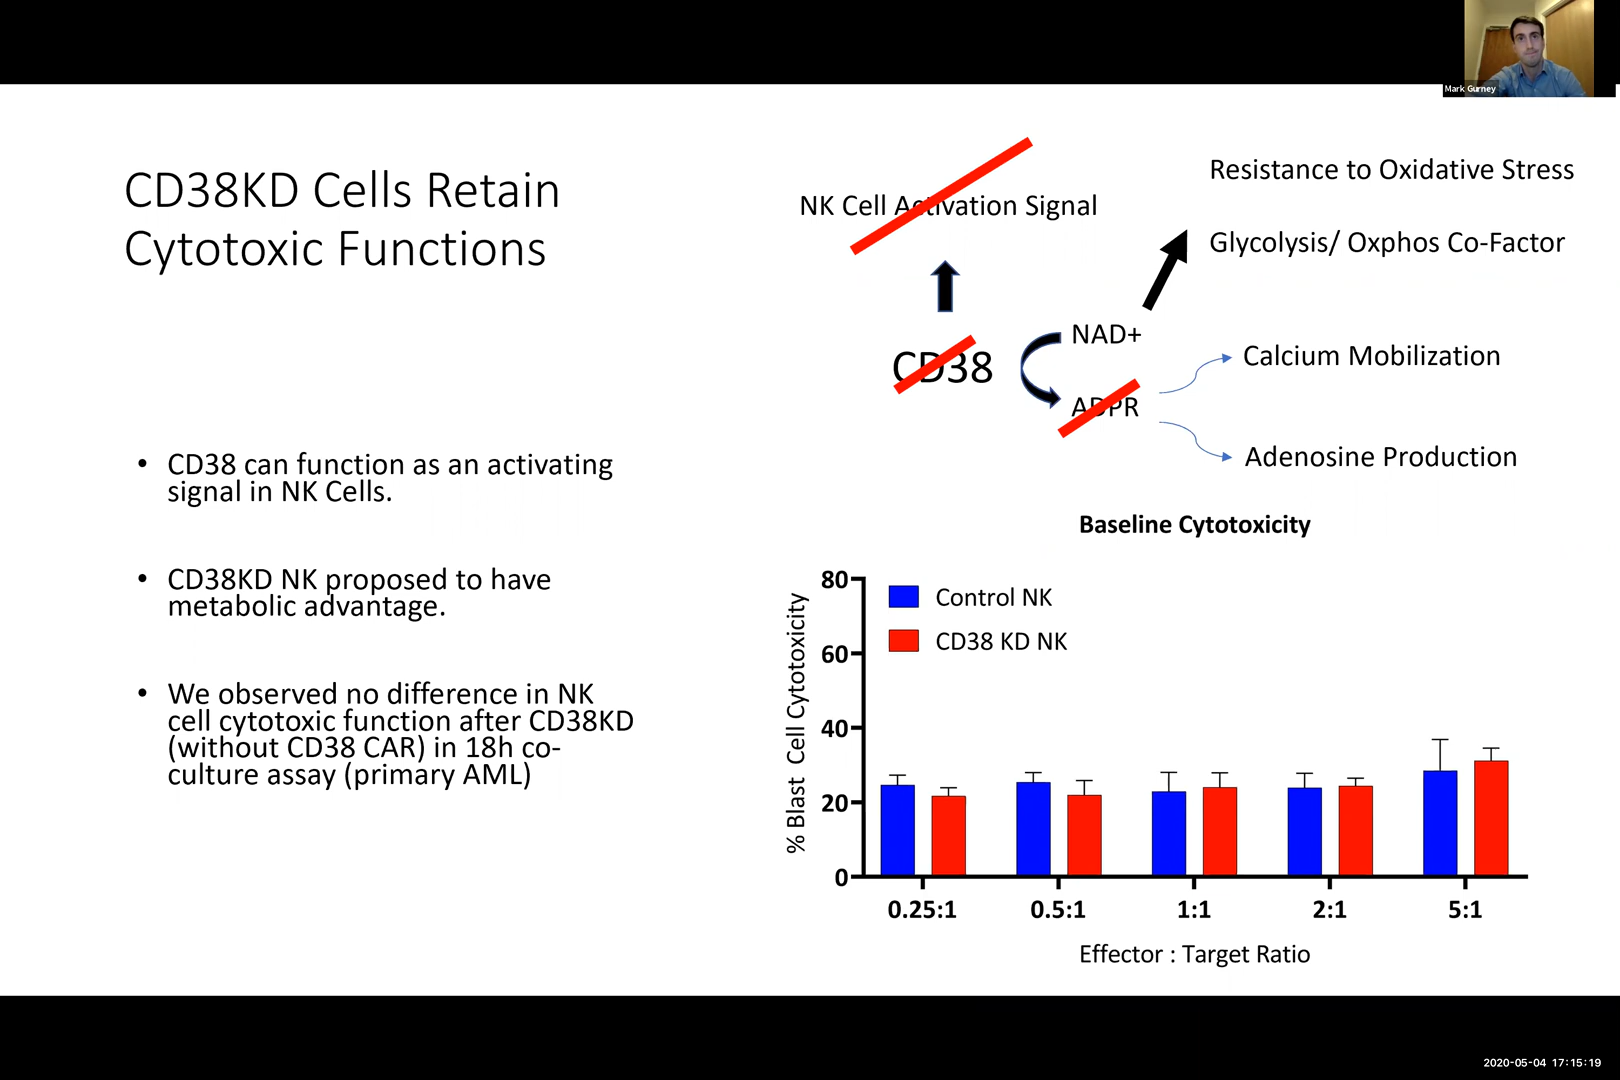 Mark Gurney
CD38KD Cells Retain
Cytotoxic Functions
• CD38 can function as an activating
signal in NK Cells.
• CD38KD NK proposed to have
metabolic advantage.
• We observed no difference in NK
cell cytotoxic function after CD38KD
(without CD38 CAR) in 18h co-
culture assay (primary AML)
NK Cell Activation Signal
Resistance to Oxidative Stress
Glycolysis/ Oxphos Co-Factor
CD38
NAD+
ADPR
Calcium Mobilization
Adenosine Production
Baseline Cytotoxicity
% Blast Cell Cytotoxicity
80
60
40
20
0
Control NK
CD38 KD NK
0.25:1 0.5:1 1:1 2:1 5:1
Effector : Target Ratio
2020-05-04 17:15:19